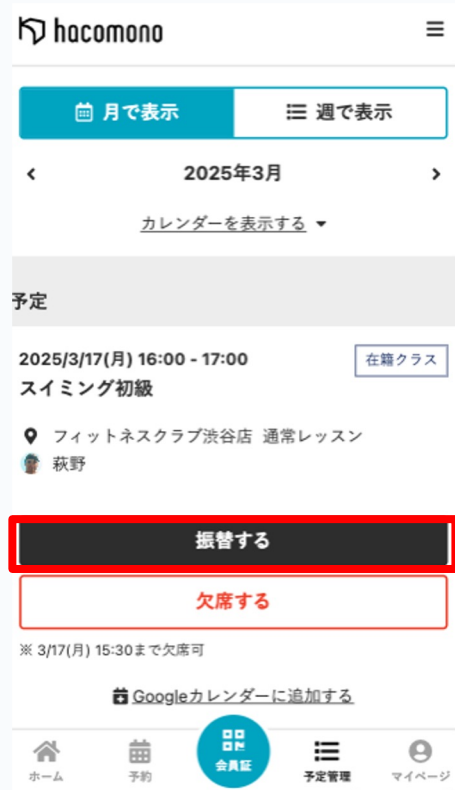 hacomono
月で表示
週で表示
2025年3月
カレンダーを表示する
予定
2025/3/17(月) 16:00 - 17:00
在籍クラス
スイミング初級
フィットネスクラブ渋谷店 通常レッスン
萩野
振替する
欠席する
※ 3/17(月) 15:30まで欠席可
Googleカレンダーに追加する
ホーム
予約
会員証
予定管理
マイページ